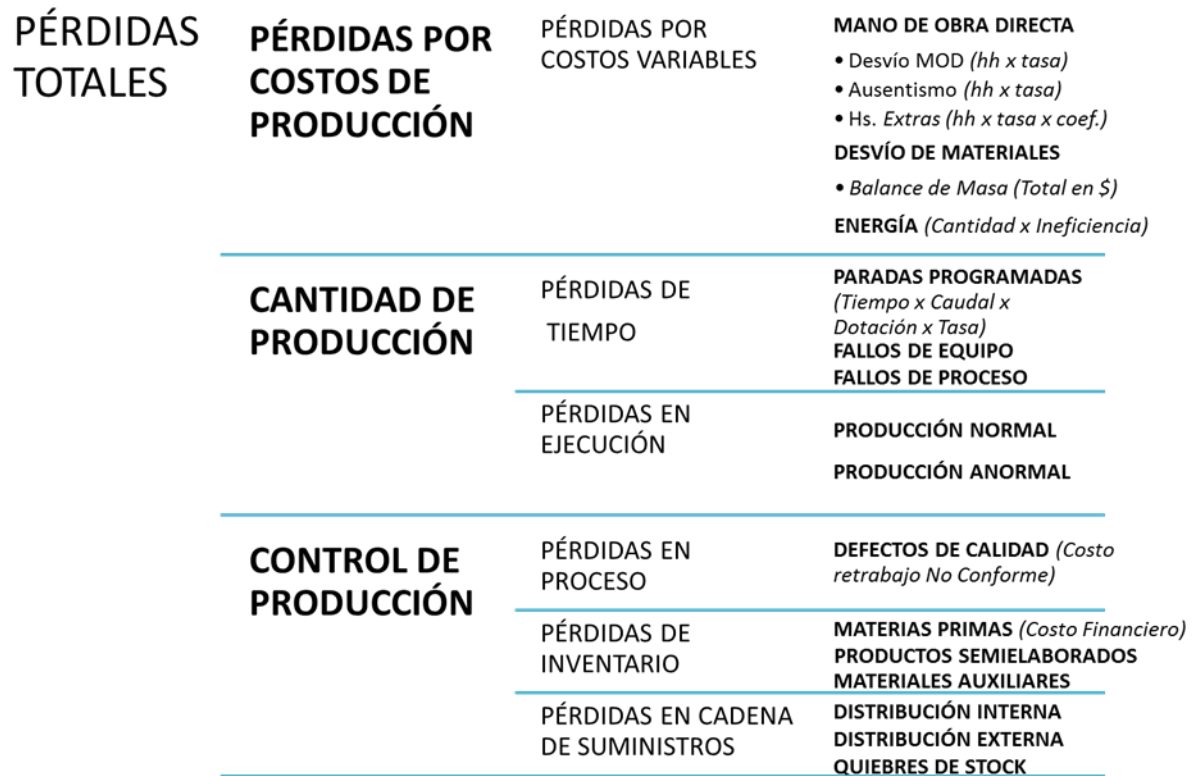 PÉRDIDAS
TOTALES
PÉRDIDAS POR
COSTOS DE
PRODUCCIÓN
PÉRDIDAS POR
COSTOS VARIABLES
MANO DE OBRA DIRECTA
• Desvío MOD (hh x tasa)
• Ausentismo (hh x tasa)
• Hs. Extras (hh x tasa x coef.)
DESVÍO DE MATERIALES
• Balance de Masa (Total en $)
ENERGÍA (Cantidad x Ineficiencia)
CANTIDAD DE
PRODUCCIÓN
PÉRDIDAS DE
TIEMPO
PARADAS PROGRAMADAS
(Tiempo x Caudal x
Dotación x Tasa)
FALLOS DE EQUIPO
FALLOS DE PROCESO
PÉRDIDAS EN
EJECUCIÓN
PRODUCCIÓN NORMAL
PRODUCCIÓN ANORMAL
CONTROL DE
PRODUCCIÓN
PÉRDIDAS EN
PROCESO
DEFECTOS DE CALIDAD (Costo
retrabajo No Conforme)
PÉRDIDAS DE
INVENTARIO
MATERIAS PRIMAS (Costo Financiero)
PRODUCTOS SEMIELABORADOS
MATERIALES AUXILIARES
PÉRDIDAS EN CADENA
DE SUMINISTROS
DISTRIBUCIÓN INTERNA
DISTRIBUCIÓN EXTERNA
QUIEBRES DE STOCK